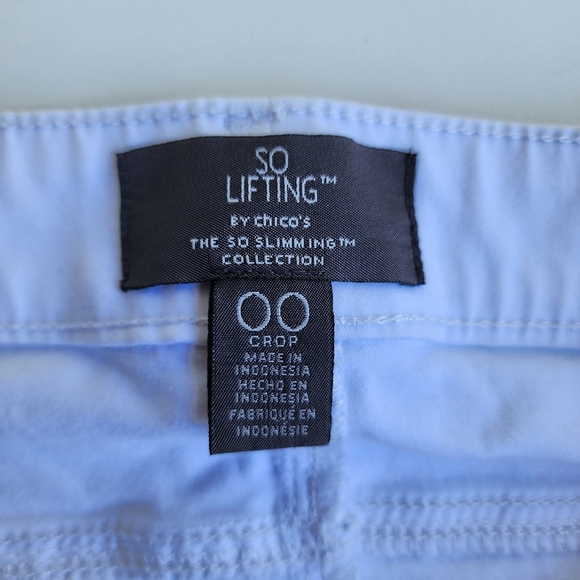 SO
LIFTING™
BY chico's
THE SO SLIMMING™
COLLECTION
00
CROP
MADE IN
INDONESIA
HECHO EN
INDONESIA
FABRIQUÉ EN
INDONÉSIE